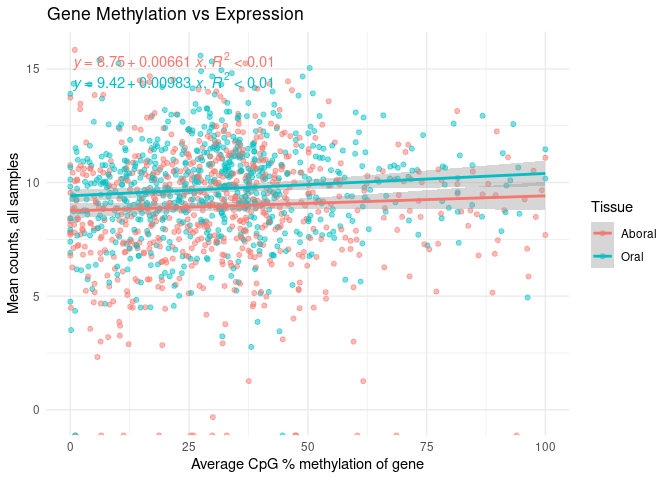 Gene Methylation vs Expression
y = 8.75 + 0.00661 x, R² < 0.01
y = 9.42 + 0.00983 x, R² < 0.01
15
10
5
0
Mean counts, all samples
0 25 50 75 100
Average CpG % methylation of gene
Tissue
Aboral
Oral